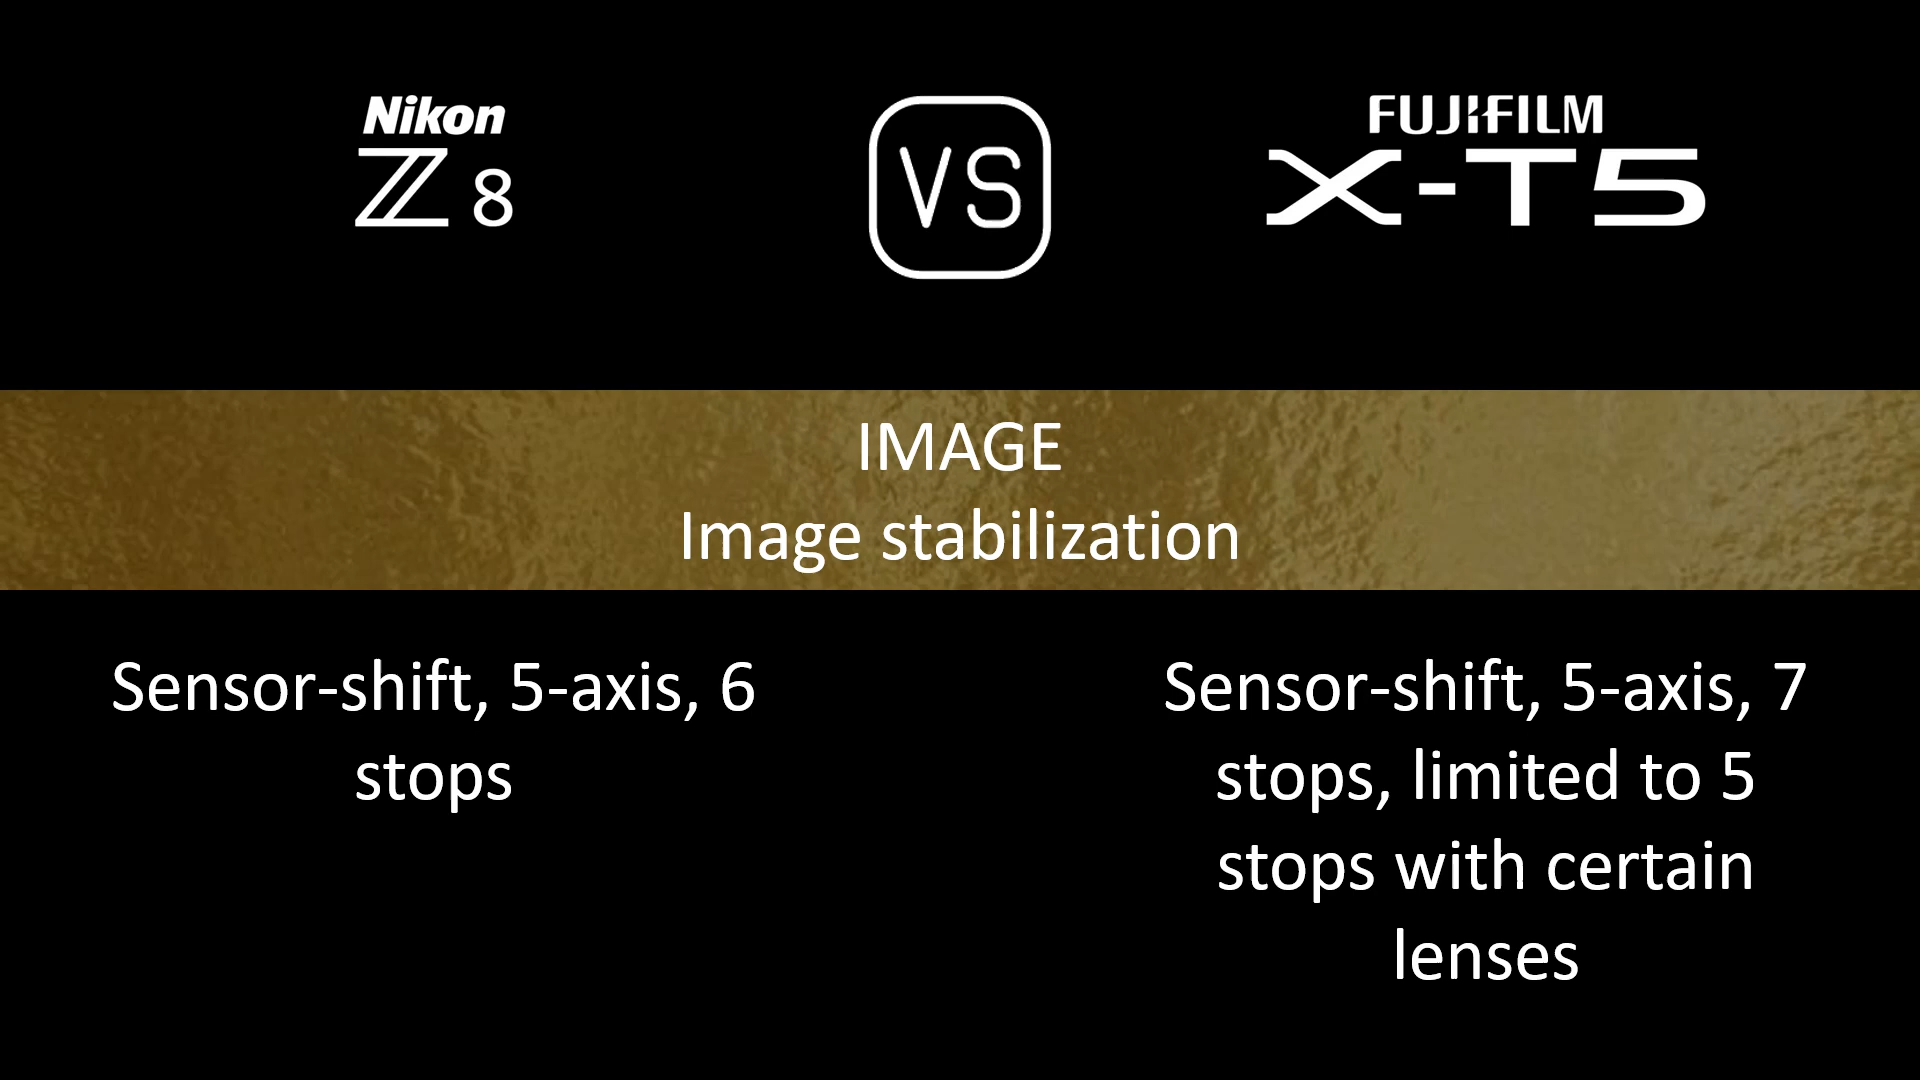 Nikon
Z 8
VS
FUJIFILM
X-T5
IMAGE
Image stabilization
Sensor-shift, 5-axis, 6
stops
Sensor-shift, 5-axis, 7
stops, limited to 5
stops with certain
lenses